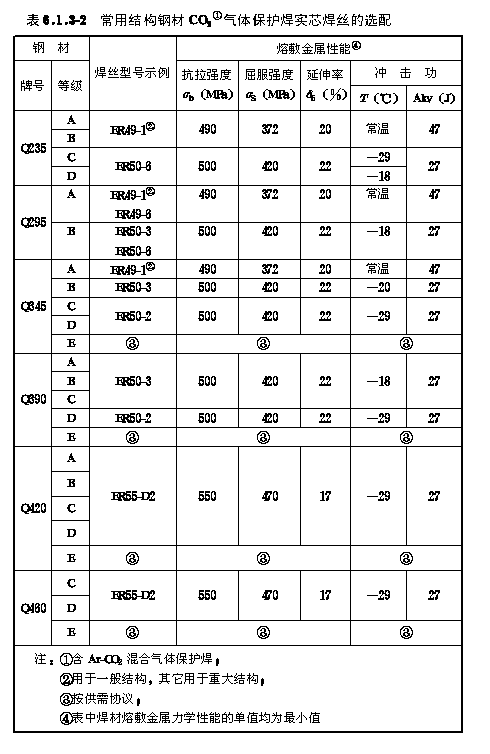 表 6.1.3-2 常用结构钢材 CO₂①气体保护焊实芯焊丝的选配
钢 材 焊丝型号示例 熔敷金属性能④
牌号 等级 抗拉强度 σb (MPa) 屈服强度 σs (MPa) 延伸率 δ5 (%) 冲 击 功
T (℃) Akv (J)
Q235 A B ER49-1② 490 372 20 常温 47
C D ER50-6 500 420 22 —29 —18 27
Q295 A ER49-1② ER49-6 490 372 20 常温 47
B ER50-3 ER50-6 500 420 22 —18 27
Q345 A ER49-1② 490 372 20 常温 47
B ER50-3 500 420 22 —20 27
C D ER50-2 500 420 22 —29 27
E ③ ③ ③
Q390 A B C ER50-3 500 420 22 —18 27
D ER50-2 500 420 22 —29 27
E ③ ③ ③
Q420 A B C D ER55-D2 550 470 17 —29 27
E ③ ③ ③
Q460 C D ER55-D2 550 470 17 —29 27
E ③ ③ ③
注：①含 Ar-CO₂ 混合气体保护焊；
②用于一般结构，其它用于重大结构；
③按供需协议；
④表中焊材熔敷金属力学性能的单值均为最小值